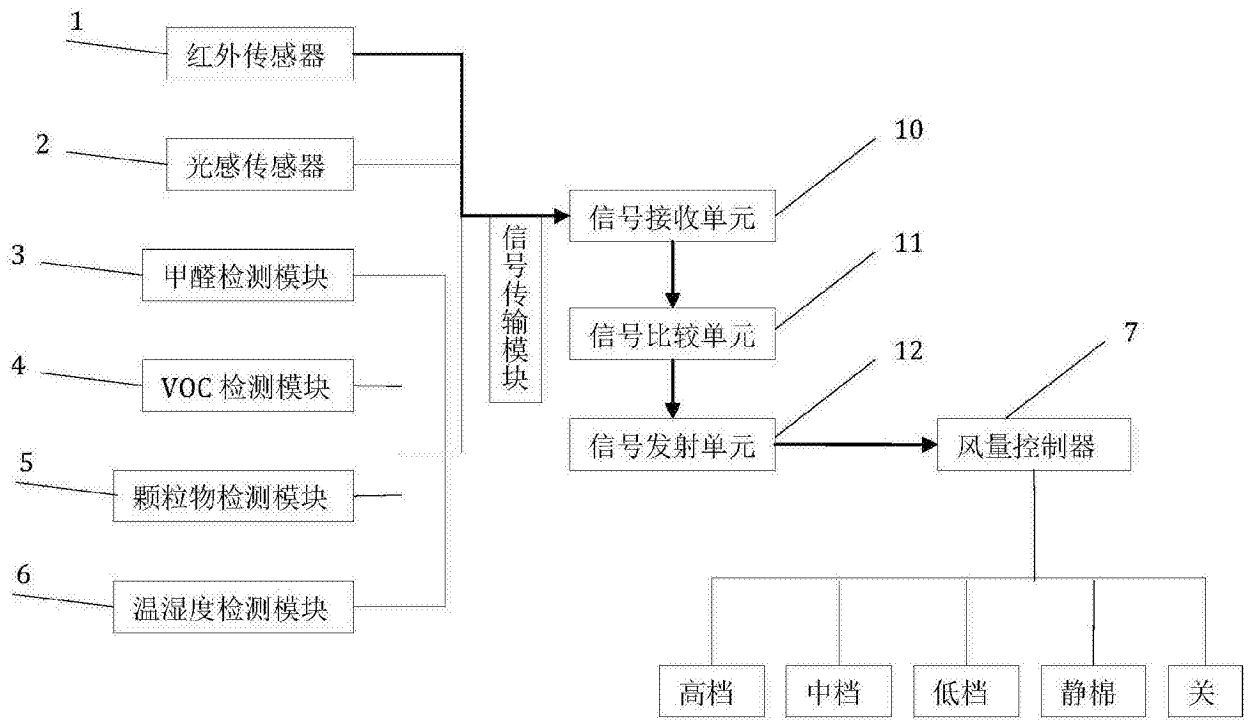 1
红外传感器
2
光感传感器
10
信号接收单元
3
甲醛检测模块
信号传输模块
11
信号比较单元
4
VOC 检测模块
12
7
信号发射单元
风量控制器
5
颗粒物检测模块
6
温湿度检测模块
高档
中档
低档
静棉
关